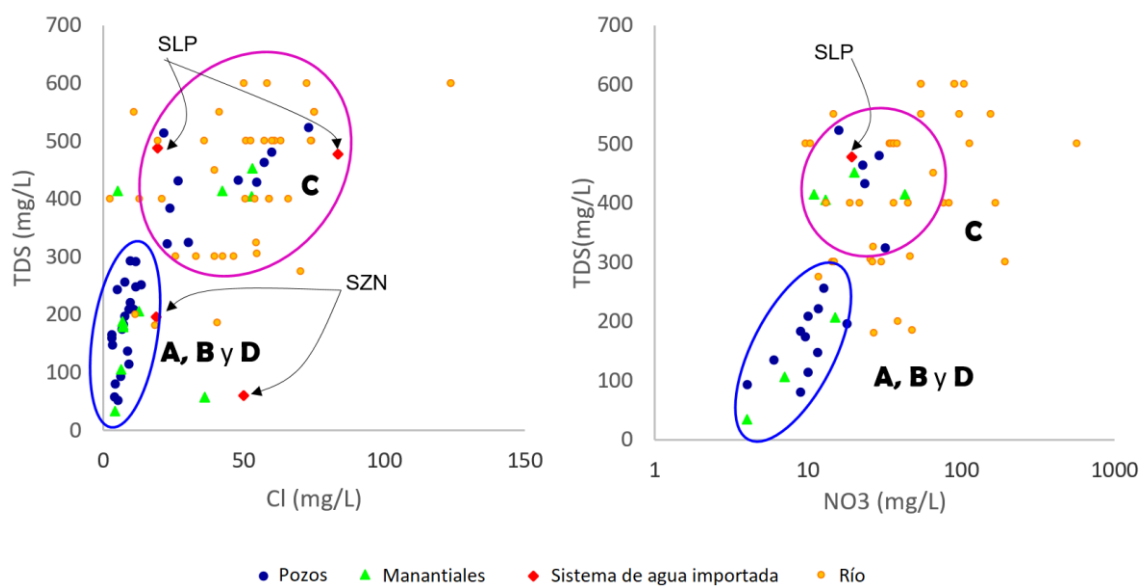 700
600
500
400
300
200
100
0
TDS (mg/L)
0
50
100
150
Cl (mg/L)
SLP
C
SZN
A, B y D
700
600
500
400
300
200
100
0
TDS(mg/L)
1
10
100
1000
NO3 (mg/L)
SLP
C
A, B y D
Pozos
Manantiales
Sistema de agua importada
Río